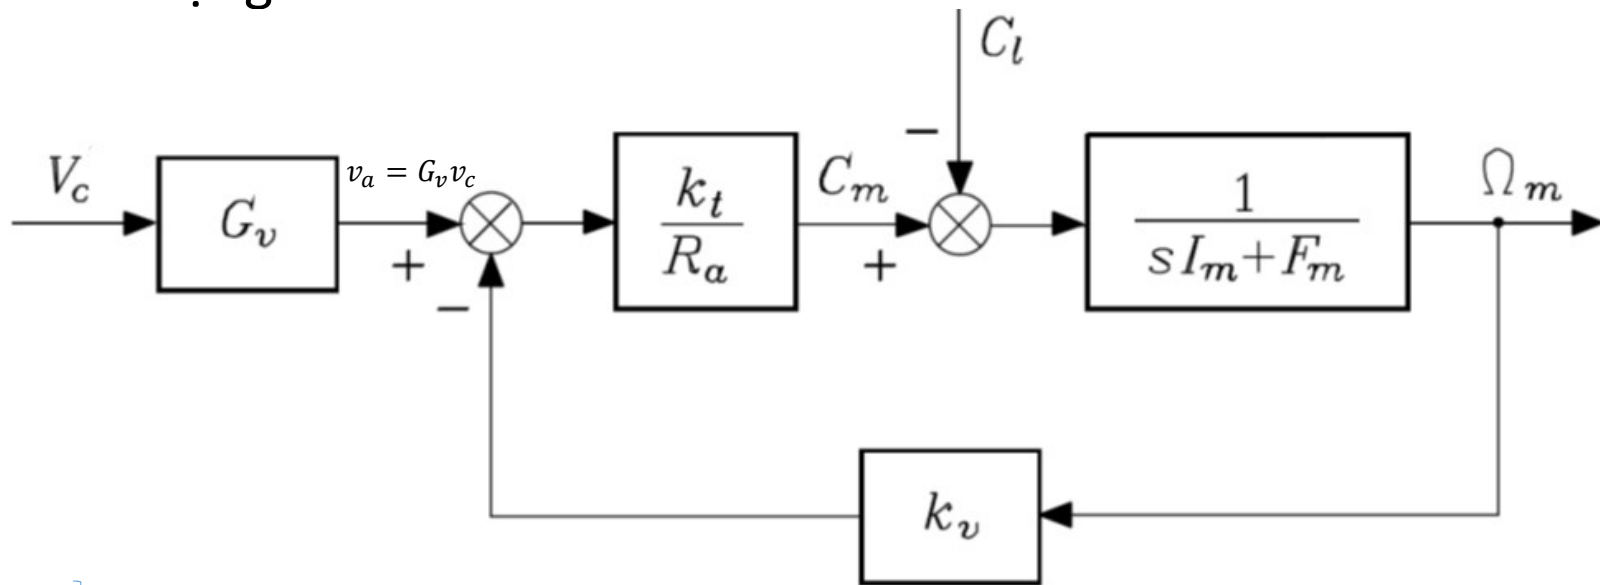 C_l
−
V_c
G_v
v_a = G_v v_c
+
−
k_t
R_a
C_m
+
1
sI_m+F_m
Ω_m
k_v